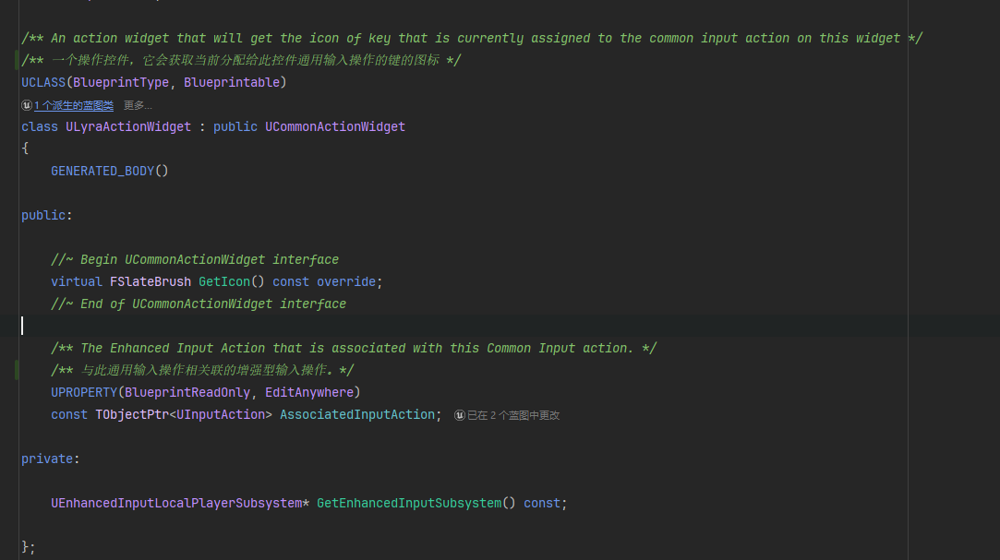 /** An action widget that will get the icon of key that is currently assigned to the common input action on this widget */
/** 一个操作控件，它会获取当前分配给此控件通用输入操作的键的图标 */
UCLASS(BlueprintType, Blueprintable)
1 个派生的蓝图类 更多...
class ULyraActionWidget : public UCommonActionWidget
{
GENERATED_BODY()
public:
//~ Begin UCommonActionWidget interface
virtual FSlateBrush GetIcon() const override;
//~ End of UCommonActionWidget interface
/** The Enhanced Input Action that is associated with this Common Input action. */
/** 与此通用输入操作相关联的增强型输入操作。*/
UPROPERTY(BlueprintReadOnly, EditAnywhere)
const TObjectPtr<UInputAction> AssociatedInputAction; 已在 2 个蓝图中更改
private:
UEnhancedInputLocalPlayerSubsystem* GetEnhancedInputSubsystem() const;
};